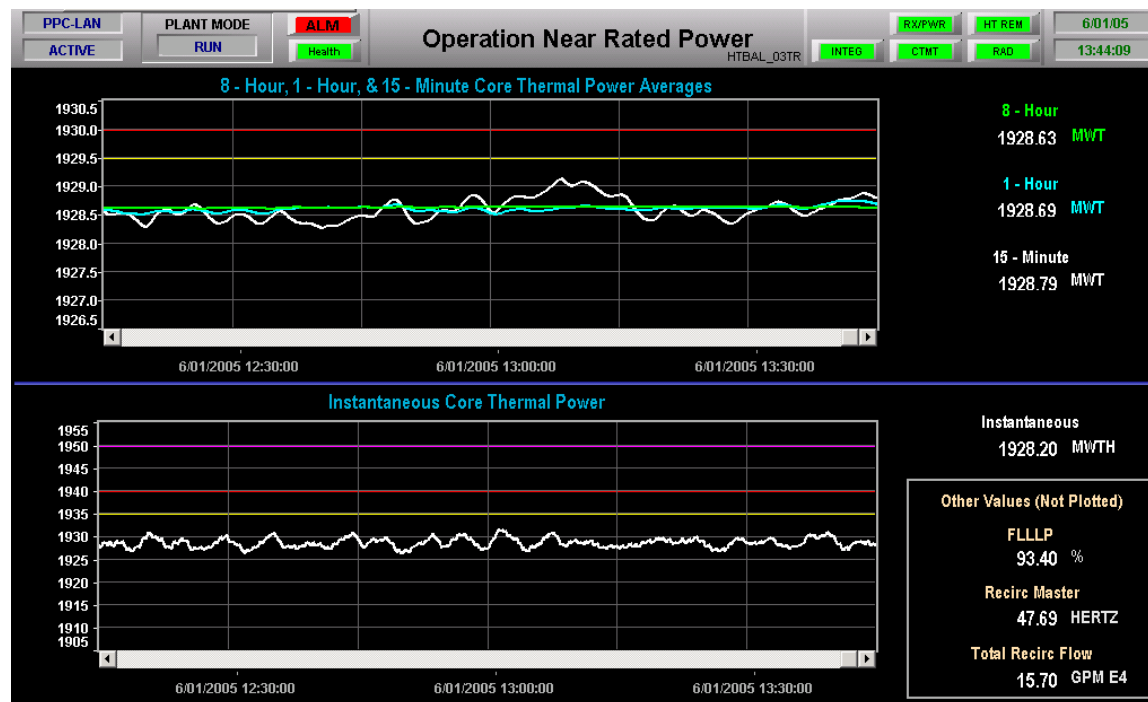 PPC-LAN
ACTIVE
PLANT MODE
RUN
ALM
Health
Operation Near Rated Power
HTBAL_03TR
INTEG
RX/PWR
CTMT
HT REM
RAD
6/01/05
13:44:09
8 - Hour, 1 - Hour, & 15 - Minute Core Thermal Power Averages
1930.5
1930.0
1929.5
1929.0
1928.5
1928.0
1927.5
1927.0
1926.5
6/01/2005 12:30:00
6/01/2005 13:00:00
6/01/2005 13:30:00
8 - Hour
1928.63 MWT
1 - Hour
1928.69 MWT
15 - Minute
1928.79 MWT
Instantaneous Core Thermal Power
1955
1950
1945
1940
1935
1930
1925
1920
1915
1910
1905
6/01/2005 12:30:00
6/01/2005 13:00:00
6/01/2005 13:30:00
Instantaneous
1928.20 MWTH
Other Values (Not Plotted)
FLLLP
93.40 %
Recirc Master
47.69 HERTZ
Total Recirc Flow
15.70 GPM E4